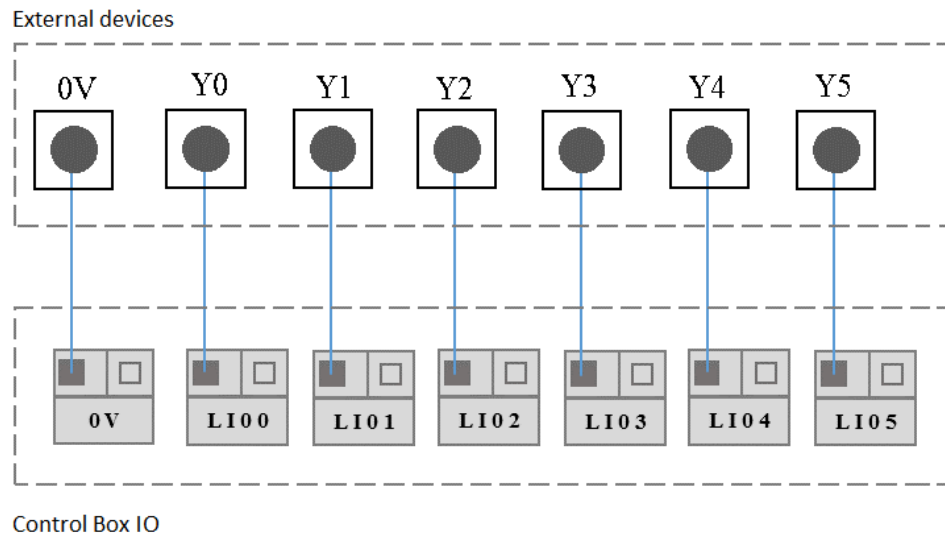 External devices
0V Y0 Y1 Y2 Y3 Y4 Y5
0V LI00 LI01 LI02 LI03 LI04 LI05
Control Box IO